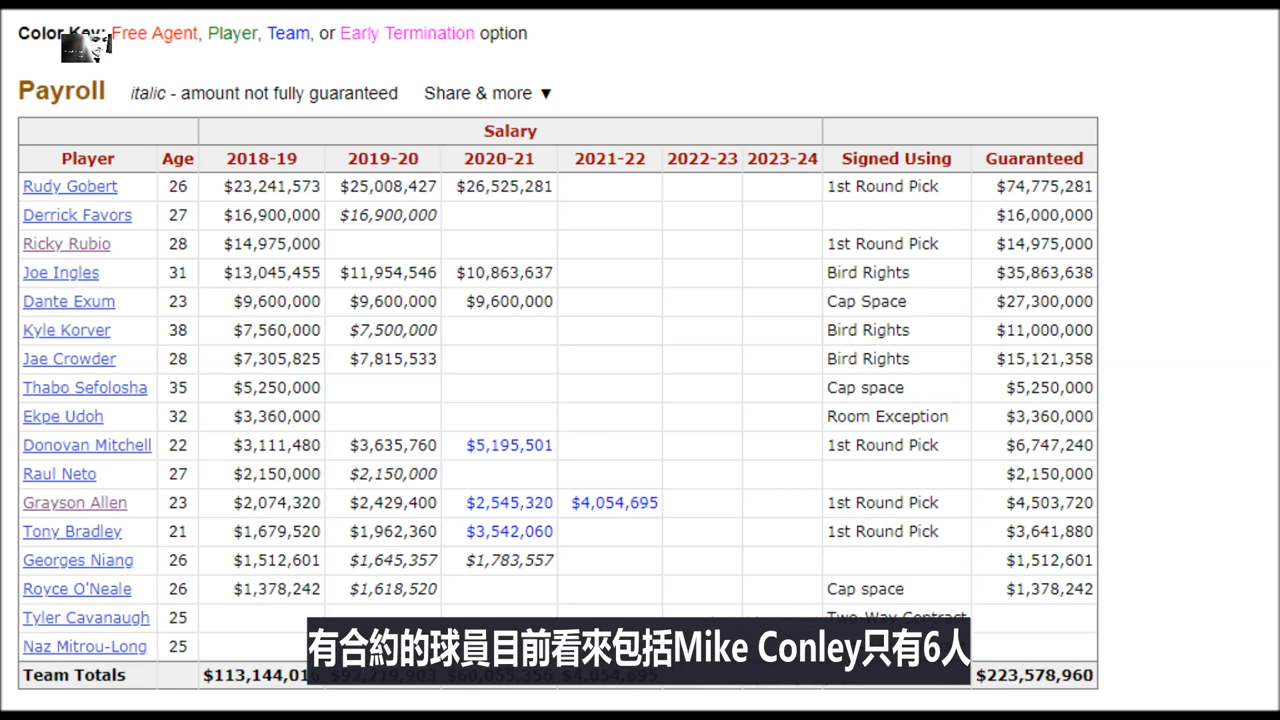 Color Key: Free Agent, Player, Team, or Early Termination option
Payroll italic - amount not fully guaranteed Share & more ▼
Salary
Player Age 2018-19 2019-20 2020-21 2021-22 2022-23 2023-24 Signed Using Guaranteed
Rudy Gobert 26 $23,241,573 $25,008,427 $26,525,281 1st Round Pick $74,775,281
Derrick Favors 27 $16,900,000 $16,900,000 $16,000,000
Ricky Rubio 28 $14,975,000 1st Round Pick $14,975,000
Joe Ingles 31 $13,045,455 $11,954,546 $10,863,637 Bird Rights $35,863,638
Dante Exum 23 $9,600,000 $9,600,000 $9,600,000 Cap Space $27,300,000
Kyle Korver 38 $7,560,000 $7,500,000 Bird Rights $11,000,000
Jae Crowder 28 $7,305,825 $7,815,533 Bird Rights $15,121,358
Thabo Sefolosha 35 $5,250,000 Cap space $5,250,000
Ekpe Udoh 32 $3,360,000 Room Exception $3,360,000
Donovan Mitchell 22 $3,111,480 $3,635,760 $5,195,501 1st Round Pick $6,747,240
Raul Neto 27 $2,150,000 $2,150,000 $2,150,000
Grayson Allen 23 $2,074,320 $2,429,400 $2,545,320 $4,054,695 1st Round Pick $4,503,720
Tony Bradley 21 $1,679,520 $1,962,360 $3,542,060 1st Round Pick $3,641,880
Georges Niang 26 $1,512,601 $1,645,357 $1,783,557 $1,512,601
Royce O'Neale 26 $1,378,242 $1,618,520 Cap space $1,378,242
Tyler Cavanaugh 25 Two-Way Contract
Naz Mitrou-Long 25
有合約的球員目前看來包括Mike Conley只有6人
Team Totals $113,144,016 $92,219,903 $60,055,356 $4,054,695 $223,578,960